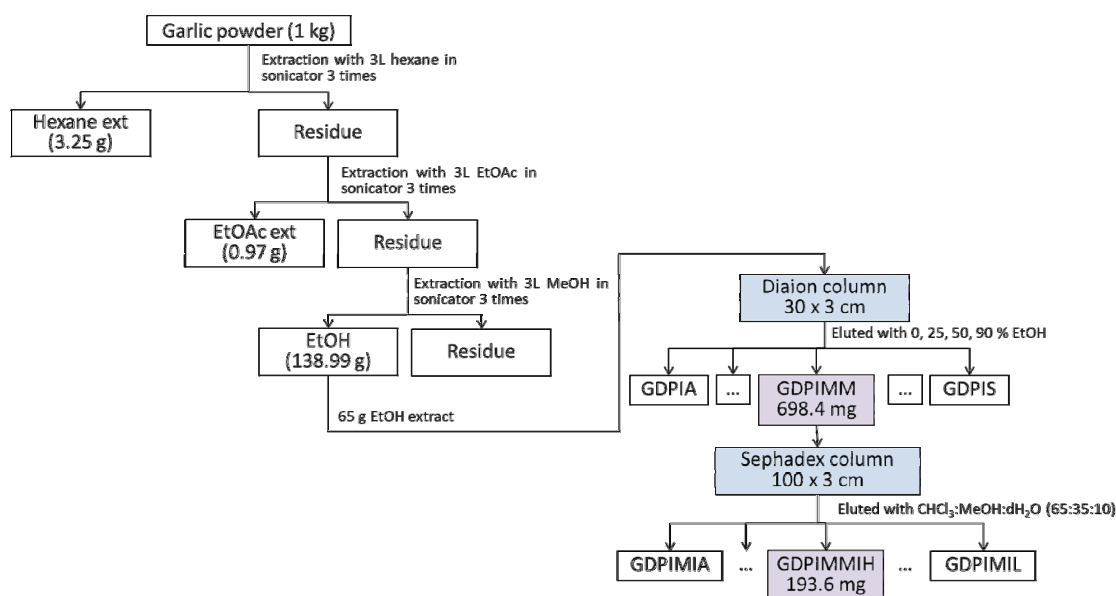 Garlic powder (1 kg)
Extraction with 3L hexane in
sonicator 3 times
Hexane ext
(3.25 g)
Residue
Extraction with 3L EtOAc in
sonicator 3 times
EtOAc ext
(0.97 g)
Residue
Extraction with 3L MeOH in
sonicator 3 times
EtOH
(138.99 g)
Residue
65 g EtOH extract
Diaion column
30 x 3 cm
Eluted with 0, 25, 50, 90 % EtOH
GDPIA
...
GDPIMM
698.4 mg
...
GDPIS
Sephadex column
100 x 3 cm
Eluted with CHCl₃:MeOH:dH₂O (65:35:10)
GDPIMIA
...
GDPIMMIH
193.6 mg
...
GDPIMIL